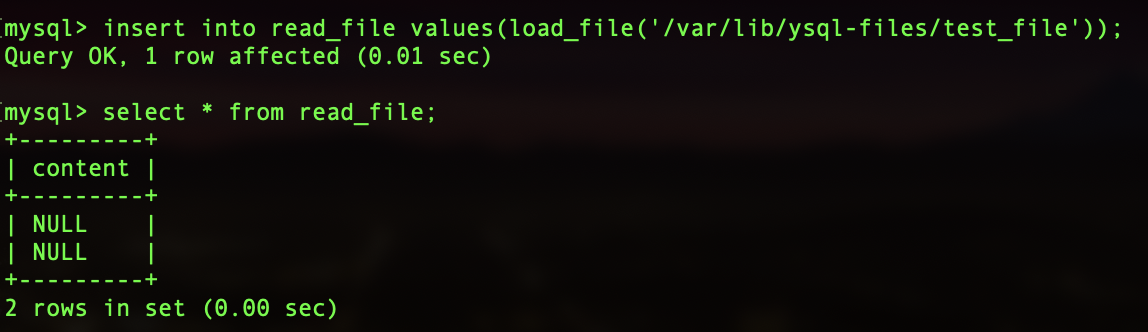 [mysql> insert into read_file values(load_file('/var/lib/ysql-files/test_file'));
Query OK, 1 row affected (0.01 sec)
[mysql> select * from read_file;
+---------+
| content |
+---------+
| NULL    |
| NULL    |
+---------+
2 rows in set (0.00 sec)